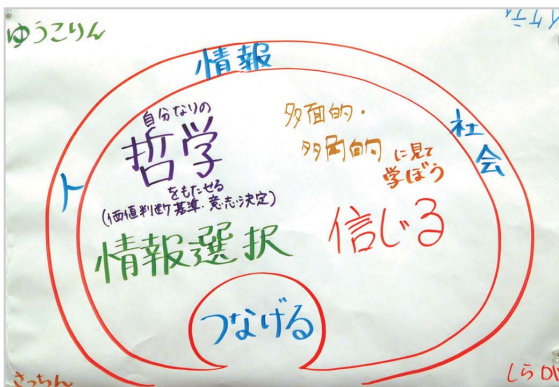 ゆうこりん
情報
人
社会
自分なりの
哲学
をもたせる
(価値判断基準・意志決定)
多面的・
多角的
に見て
学ぼう
情報選択
信じる
つなげる
さっちん
しら